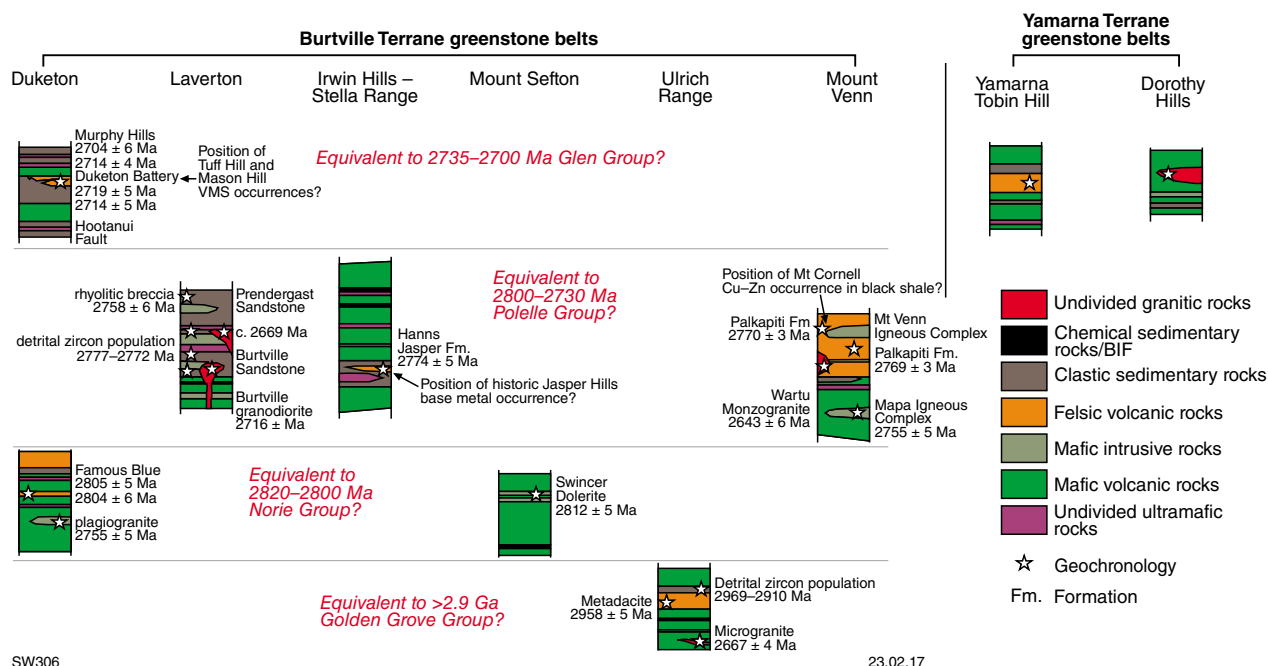 Burtville Terrane greenstone belts
Yamarna Terrane
greenstone belts
Duketon
Laverton
Irwin Hills –
Stella Range
Mount Sefton
Ulrich
Range
Mount
Venn
Yamarna
Tobin Hill
Dorothy
Hills
Murphy Hills
2704 ± 6 Ma
2714 ± 4 Ma
Duketon Battery
2719 ± 5 Ma
2714 ± 5 Ma
Hootanui
Fault
Position of
Tuff Hill and
Mason Hill
VMS occurrences?
Equivalent to 2735–2700 Ma Glen Group?
rhyolitic breccia
2758 ± 6 Ma
detrital zircon population
2777–2772 Ma
Prendergast
Sandstone
c. 2669 Ma
Burtville
Sandstone
Burtville
granodiorite
2716 ± Ma
Hanns
Jasper Fm.
2774 ± 5 Ma
Position of historic Jasper Hills
base metal occurrence?
Equivalent to
2800–2730 Ma
Polelle Group?
Position of Mt Cornell
Cu–Zn occurrence in black shale?
Palkapiti Fm
2770 ± 3 Ma
Wartu
Monzogranite
2643 ± 6 Ma
Mt Venn
Igneous Complex
Palkapiti Fm.
2769 ± 3 Ma
Mapa Igneous
Complex
2755 ± 5 Ma
Famous Blue
2805 ± 5 Ma
2804 ± 6 Ma
plagiogranite
2755 ± 5 Ma
Equivalent to
2820–2800 Ma
Norie Group?
Swincer
Dolerite
2812 ± 5 Ma
Equivalent to >2.9 Ga
Golden Grove Group?
Metadacite
2958 ± 5 Ma
Detrital zircon population
2969–2910 Ma
Microgranite
2667 ± 4 Ma
Undivided granitic rocks
Chemical sedimentary
rocks/BIF
Clastic sedimentary rocks
Felsic volcanic rocks
Mafic intrusive rocks
Mafic volcanic rocks
Undivided ultramafic
rocks
Geochronology
Fm. Formation
SW306
23.02.17